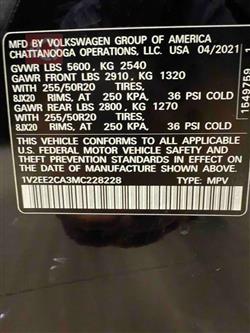 MFD BY VOLKSWAGEN GROUP OF AMERICA
CHATTANOOGA OPERATIONS, LLC. USA 04/2021
GVWR LBS 5600, KG 2540
GAWR FRONT LBS 2910, KG 1320
WITH 255/50R20 TIRES,
8JX20 RIMS, AT 250 KPA, 36 PSI COLD
GAWR REAR LBS 2800, KG 1270
WITH 255/50R20 TIRES,
8JX20 RIMS, AT 250 KPA, 36 PSI COLD
THIS VEHICLE CONFORMS TO ALL APPLICABLE
U.S. FEDERAL MOTOR VEHICLE SAFETY AND
THEFT PREVENTION STANDARDS IN EFFECT ON
THE DATE OF MANUFACTURE SHOWN ABOVE.
1V2EE2CA3MC228228 TYPE: MPV
1549759 1